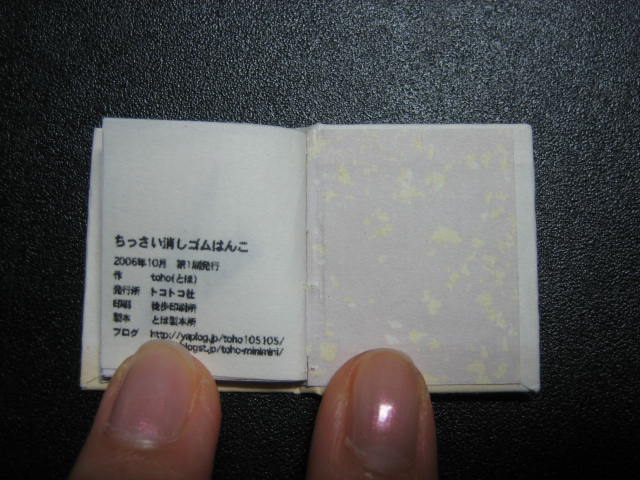 ちっさい消しゴムはんこ
2006年10月 第1刷発行
作 toho(とほ)
発行所 トコトコ社
印刷 徒歩印刷所
製本 とほ製本所
ブログ http://yaplog.jp/toho105105/
blogst.jp/toho-minimini/